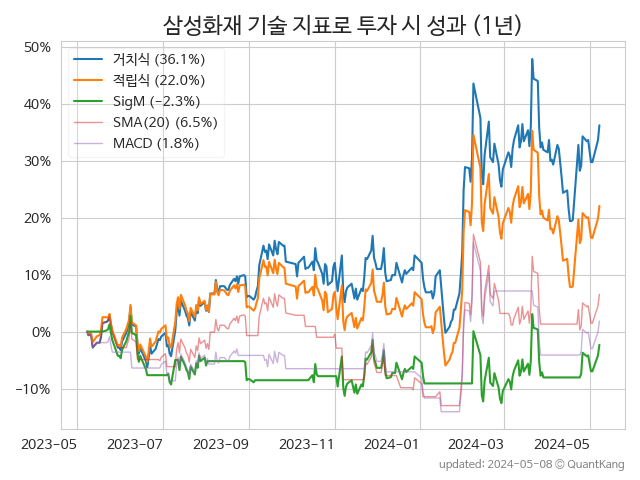 삼성화재 기술 지표로 투자 시 성과 (1년)
50%
40%
30%
20%
10%
0%
−10%
거치식 (36.1%)
적립식 (22.0%)
SigM (−2.3%)
SMA(20) (6.5%)
MACD (1.8%)
2023-05
2023-07
2023-09
2023-11
2024-01
2024-03
2024-05
updated: 2024-05-08 © QuantKang